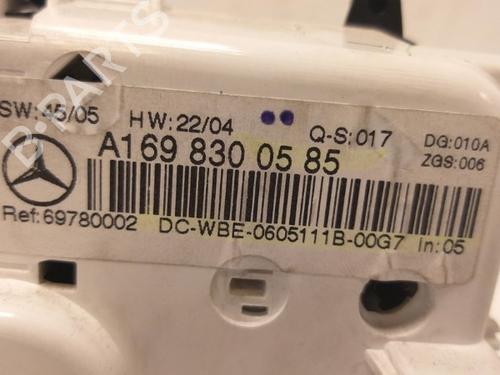 SW:45/05 HW:22/04 Q-S:017 DG:010A
ZGS:006
A169 830 05 85
Ref:69780002 DC-WBE-0605111B-00G7 In:05
B-PARTS